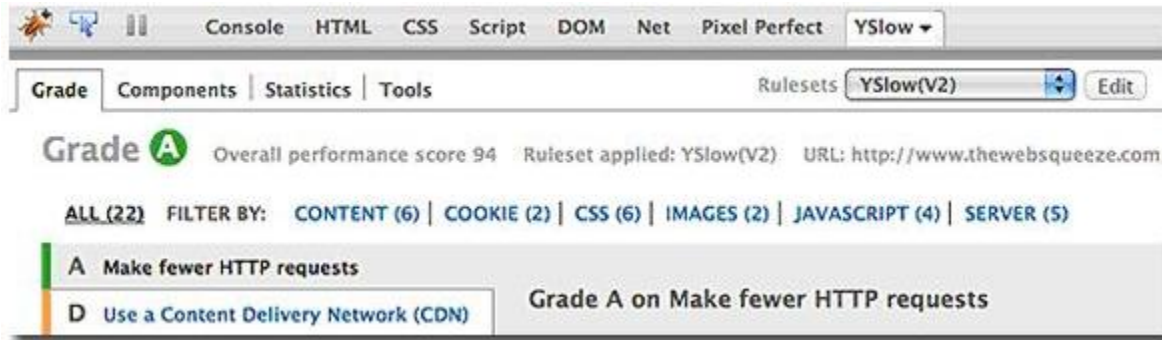 Console HTML CSS Script DOM Net Pixel Perfect YSlow
Grade Components Statistics Tools Rulesets YSlow(V2) Edit
Grade A Overall performance score 94 Ruleset applied: YSlow(V2) URL: http://www.thewebsqueeze.com
ALL (22) FILTER BY: CONTENT (6) | COOKIE (2) | CSS (6) | IMAGES (2) | JAVASCRIPT (4) | SERVER (5)
A Make fewer HTTP requests
D Use a Content Delivery Network (CDN)
Grade A on Make fewer HTTP requests